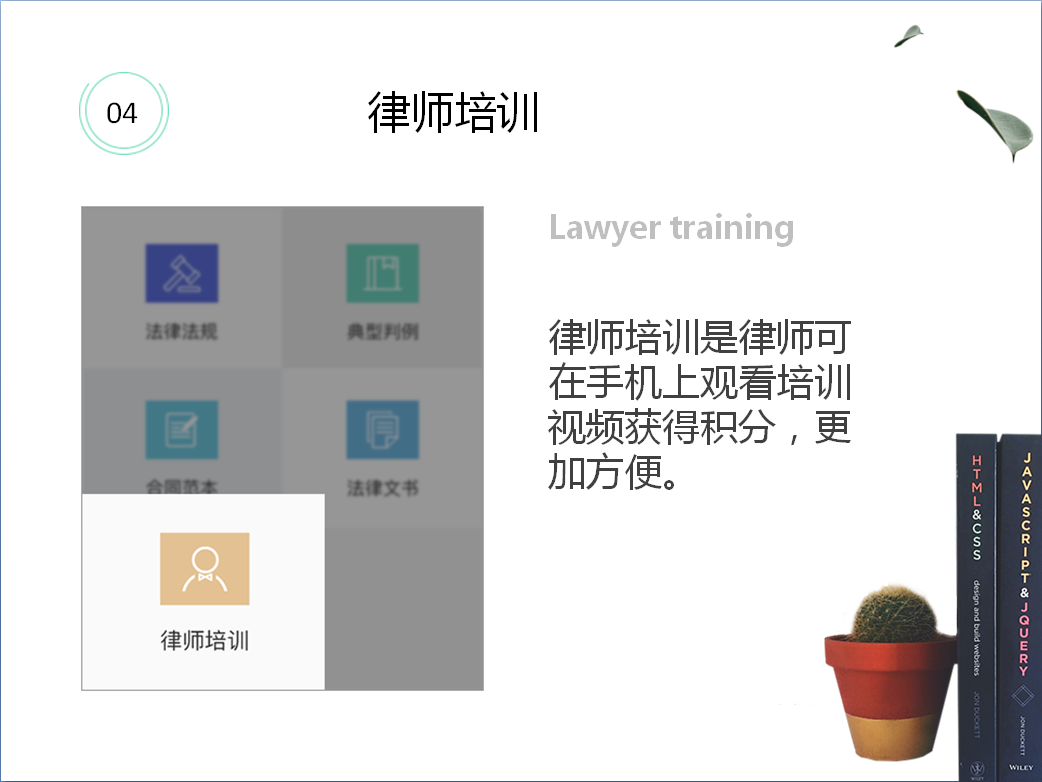 04
律师培训
法律法规
典型判例
合同范本
法律文书
律师培训
Lawyer training
律师培训是律师可
在手机上观看培训
视频获得积分，更
加方便。
HTML&CSS
design and build websites
JON DUCKETT
JAVASCRIPT & JQUERY
JON DUCKETT
WILEY